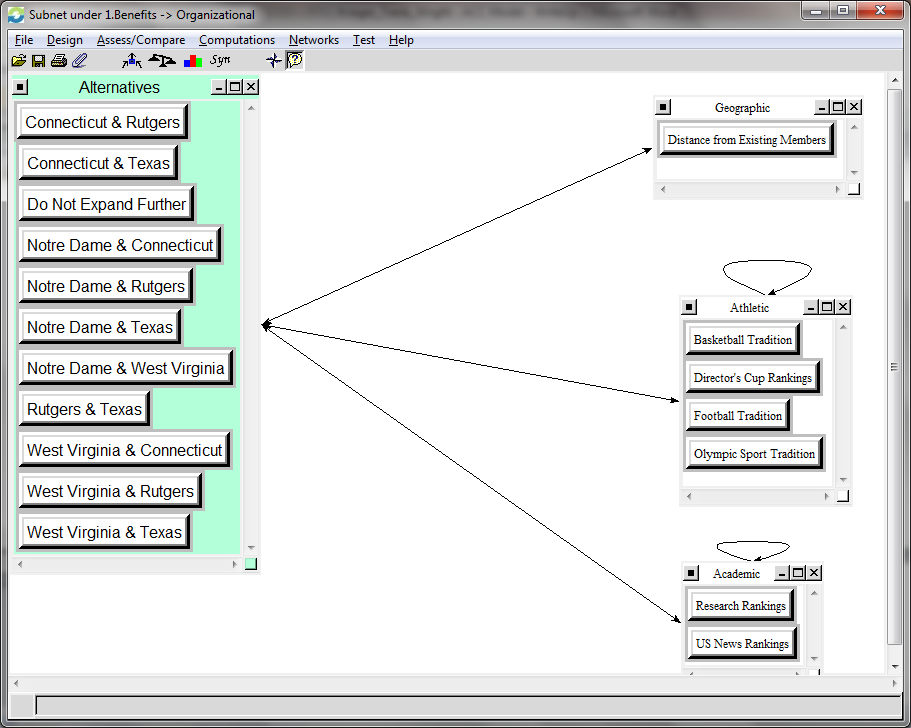 Subnet under 1.Benefits -> Organizational
File Design Assess/Compare Computations Networks Test Help
Syn
Alternatives
Connecticut & Rutgers
Connecticut & Texas
Do Not Expand Further
Notre Dame & Connecticut
Notre Dame & Rutgers
Notre Dame & Texas
Notre Dame & West Virginia
Rutgers & Texas
West Virginia & Connecticut
West Virginia & Rutgers
West Virginia & Texas
Geographic
Distance from Existing Members
Athletic
Basketball Tradition
Director's Cup Rankings
Football Tradition
Olympic Sport Tradition
Academic
Research Rankings
US News Rankings